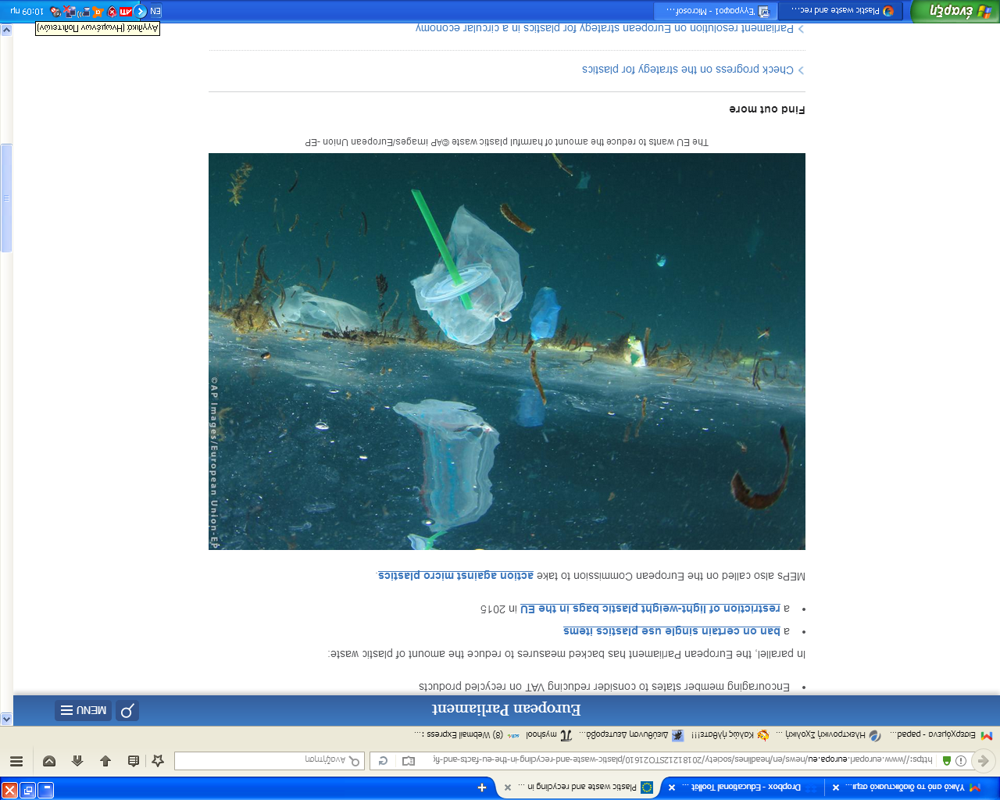 Υλικό από το διαδικτυακό σεμι...
Dropbox - Educational Toolkit ...
Plastic waste and recycling in ...
https://www.europarl.europa.eu/news/en/headlines/society/20181212STO21610/plastic-waste-and-recycling-in-the-eu-facts-and-fi
Αναζήτηση
Εισερχόμενα - papad...
Ηλεκτρονική Σχολική ...
Καλώς ήλθατε!!!
Διεύθυνση Δευτεροβά...
myshool
(8) Webmail Express :...
European Parliament
MENU
• Encouraging member states to consider reducing VAT on recycled products
In parallel, the European Parliament has backed measures to reduce the amount of plastic waste:
• a ban on certain single use plastics items
• a restriction of light-weight plastic bags in the EU in 2015
MEPs also called on the European Commission to take action against micro plastics.
©AP Images/European Union-EP
The EU wants to reduce the amount of harmful plastic waste ©AP images/European Union -EP
Find out more
Check progress on the strategy for plastics
Parliament resolution on European strategy for plastics in a circular economy
Αγγλικά (Ηνωμένων Πολιτειών)
έναρξη
Plastic waste and rec...
Έγγραφο1 - Microsof...
EN
10:09 πμ